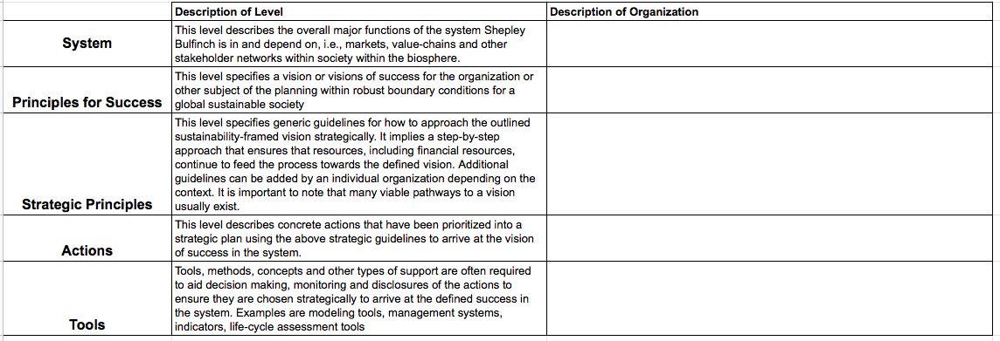 Description of Level
Description of Organization
System
This level describes the overall major functions of the system Shepley
Bulfinch is in and depend on, i.e., markets, value-chains and other
stakeholder networks within society within the biosphere.
Principles for Success
This level specifies a vision or visions of success for the organization or
other subject of the planning within robust boundary conditions for a
global sustainable society
Strategic Principles
This level specifies generic guidelines for how to approach the outlined
sustainability-framed vision strategically. It implies a step-by-step
approach that ensures that resources, including financial resources,
continue to feed the process towards the defined vision. Additional
guidelines can be added by an individual organization depending on the
context. It is important to note that many viable pathways to a vision
usually exist.
Actions
This level describes concrete actions that have been prioritized into a
strategic plan using the above strategic guidelines to arrive at the vision
of success in the system.
Tools
Tools, methods, concepts and other types of support are often required
to aid decision making, monitoring and disclosures of the actions to
ensure they are chosen strategically to arrive at the defined success in
the system. Examples are modeling tools, management systems,
indicators, life-cycle assessment tools